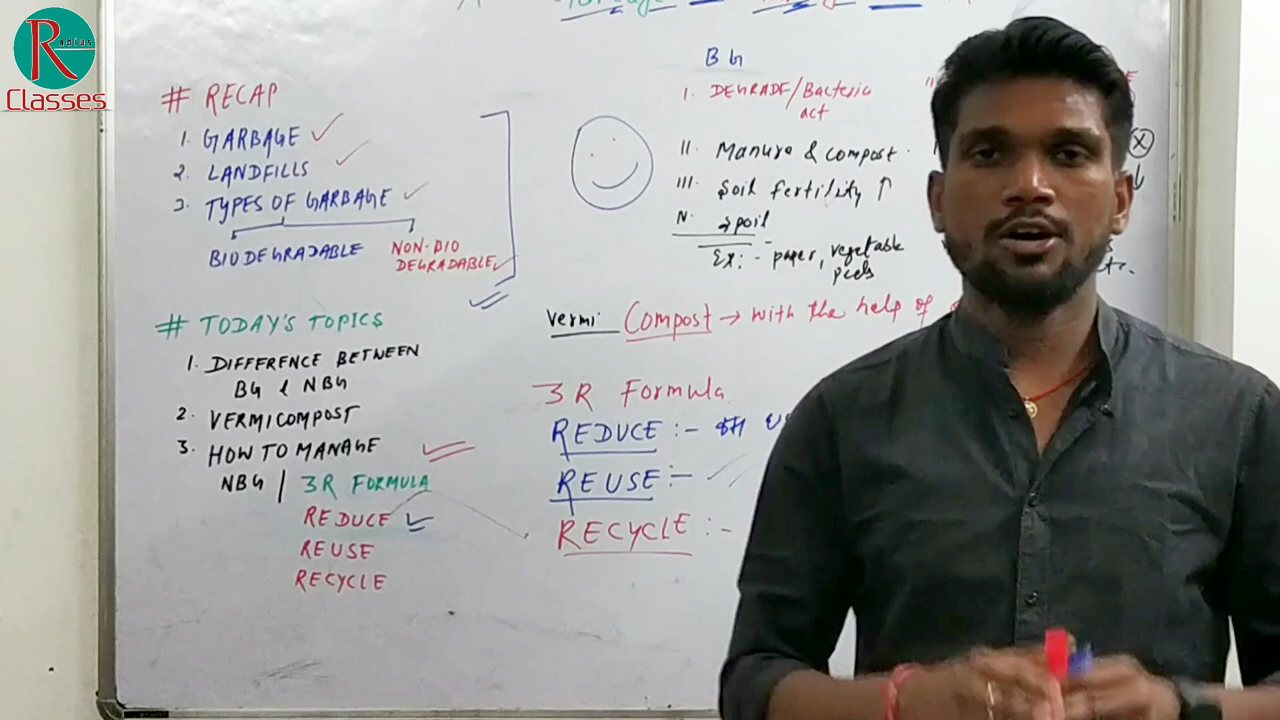 Radius
Classes
# RECAP
1. GARBAGE
2. LANDFILLS
3. TYPES OF GARBAGE
BIODEGRADABLE
NON-BIO
DEGRADABLE
# TODAY'S TOPICS
1. DIFFERENCE BETWEEN
BG & NBG
2. VERMICOMPOST
3. HOW TO MANAGE
NBG / 3R FORMULA
REDUCE
REUSE
RECYCLE
BG
I. DEGRADE/Bacteria
act
II. Manure & compost.
III. Soil fertility ↑
IV. spoil
Ex: - paper, vegetable
peels
Vermi Compost → with the help of
3R Formula
REDUCE :-
REUSE :-
RECYCLE :-